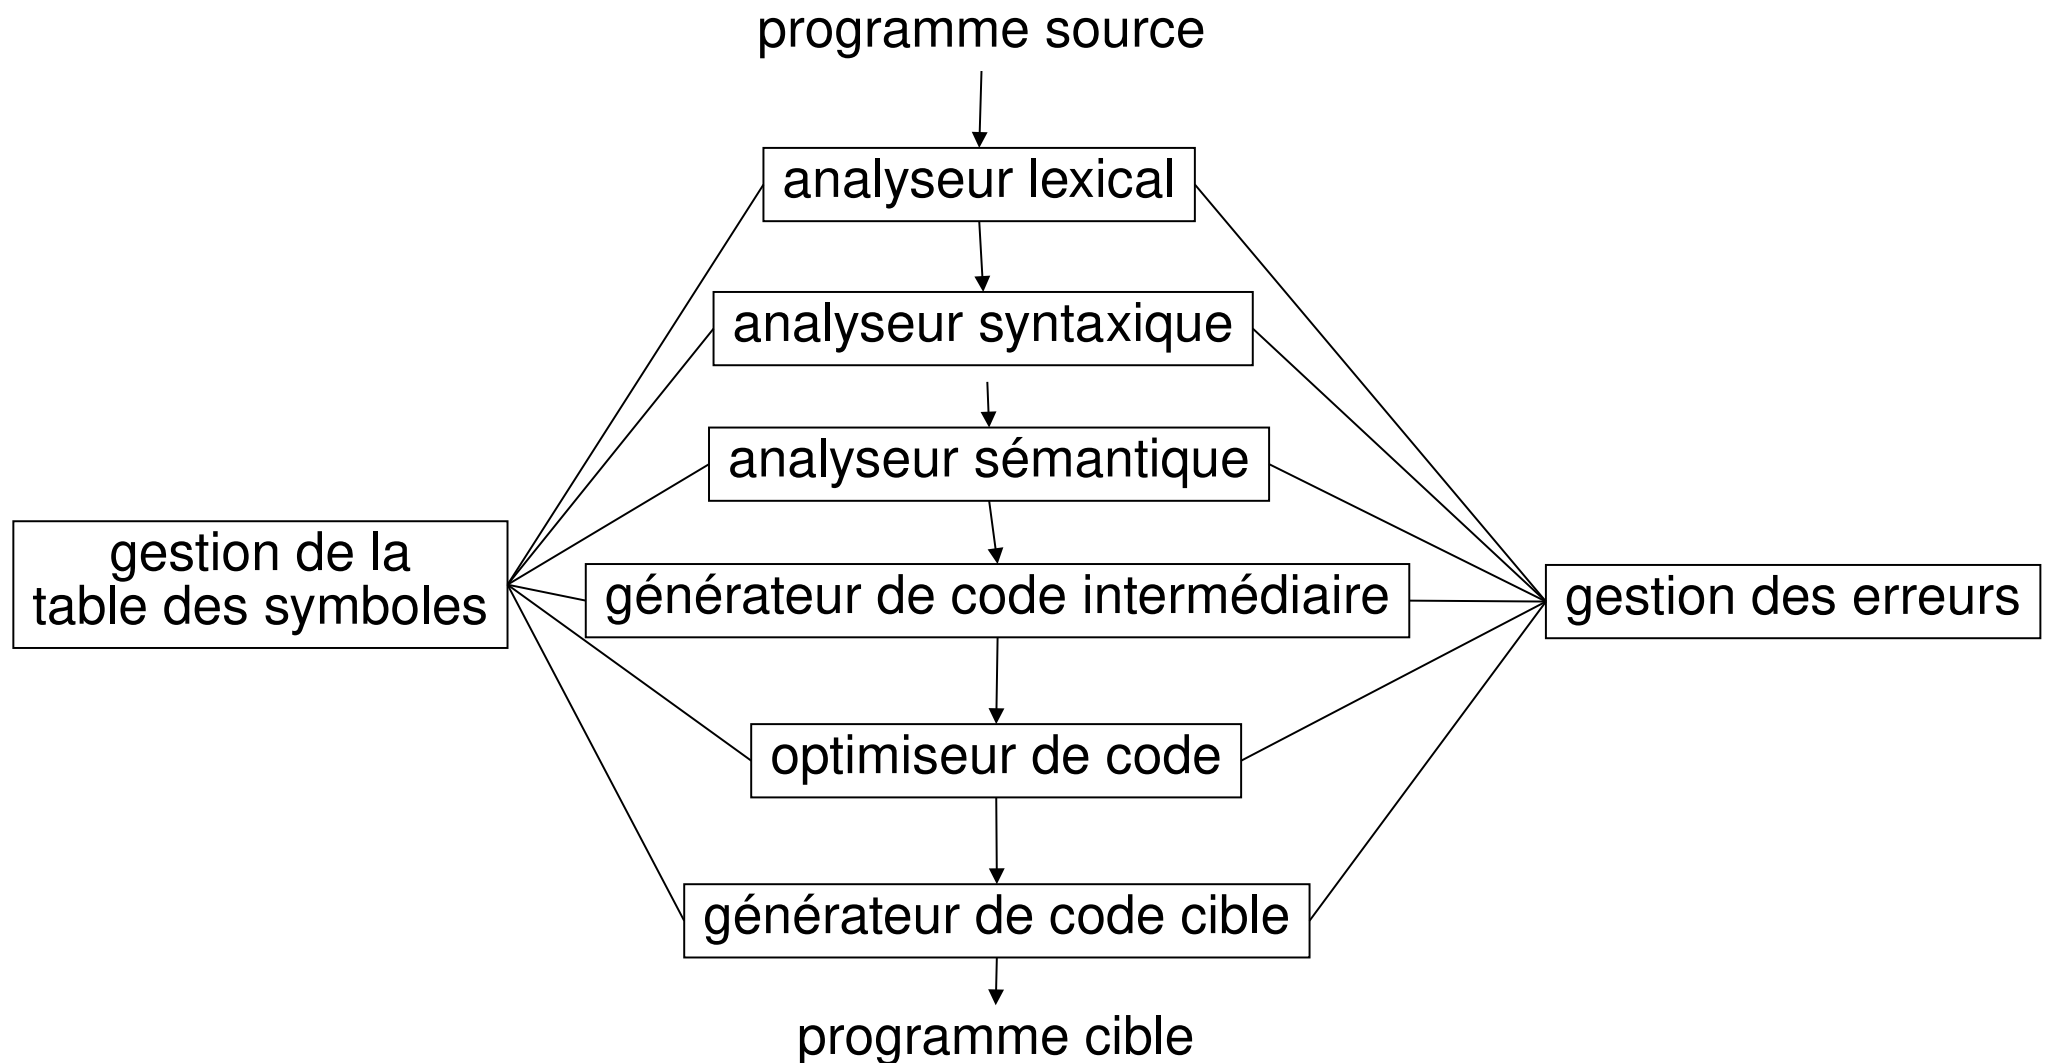 programme source
analyseur lexical
analyseur syntaxique
analyseur sémantique
gestion de la
table des symboles
générateur de code intermédiaire
gestion des erreurs
optimiseur de code
générateur de code cible
programme cible